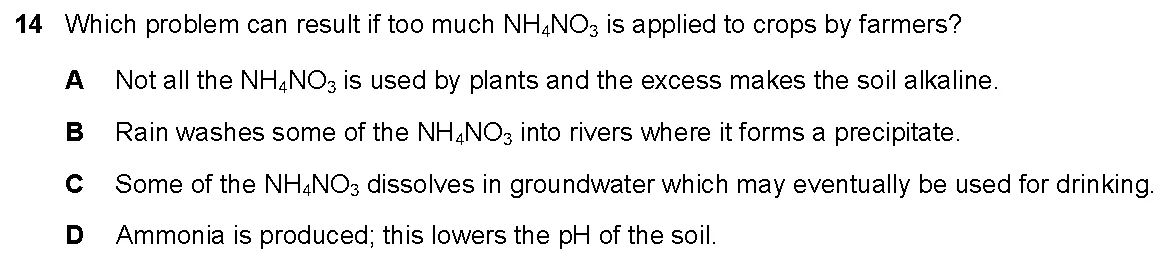 14 Which problem can result if too much NH₄NO₃ is applied to crops by farmers?
A Not all the NH₄NO₃ is used by plants and the excess makes the soil alkaline.
B Rain washes some of the NH₄NO₃ into rivers where it forms a precipitate.
C Some of the NH₄NO₃ dissolves in groundwater which may eventually be used for drinking.
D Ammonia is produced; this lowers the pH of the soil.